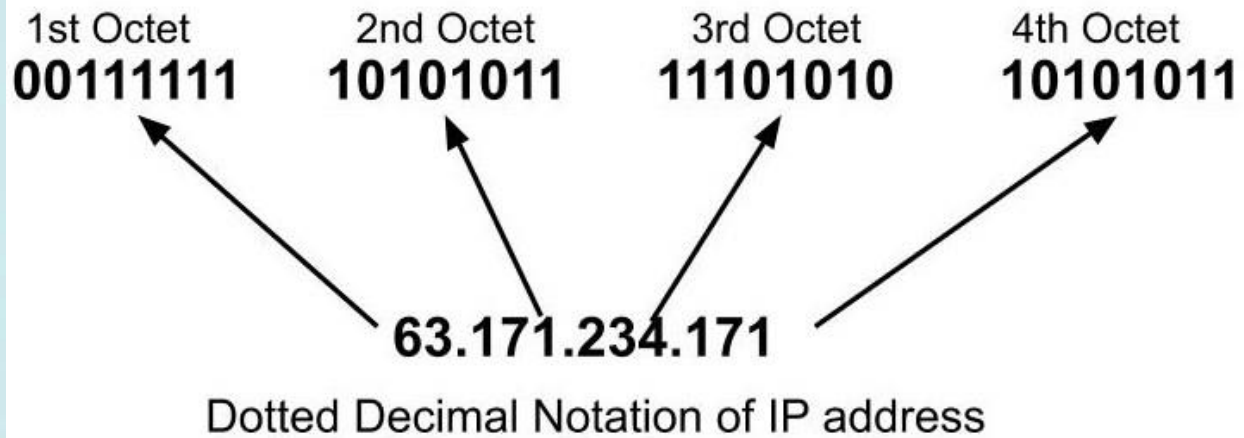 1st Octet 2nd Octet 3rd Octet 4th Octet
00111111 10101011 11101010 10101011
63.171.234.171
Dotted Decimal Notation of IP address